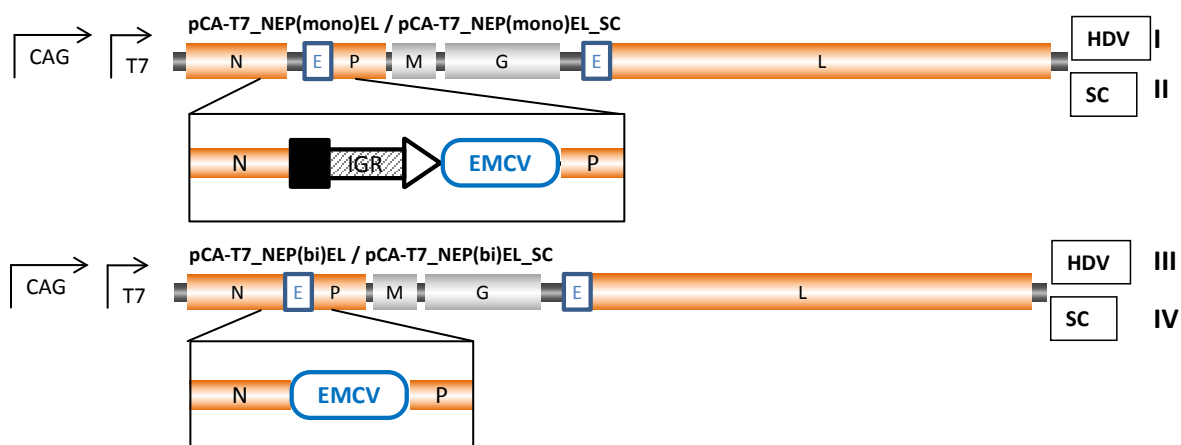 pCA-T7_NEP(mono)EL / pCA-T7_NEP(mono)EL_SC
CAG T7 N E P M G E L HDV I
SC II
N IGR EMCV P
pCA-T7_NEP(bi)EL / pCA-T7_NEP(bi)EL_SC
CAG T7 N E P M G E L HDV III
SC IV
N EMCV P